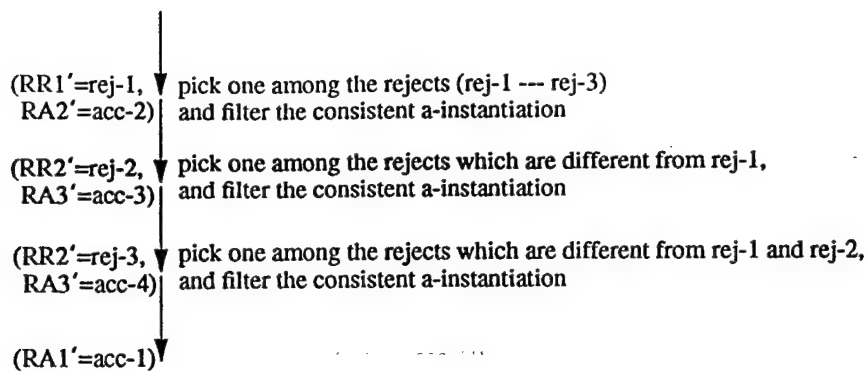 (RR1′=rej-1, pick one among the rejects (rej-1 --- rej-3)
RA2′=acc-2) and filter the consistent a-instantiation
(RR2′=rej-2, pick one among the rejects which are different from rej-1,
RA3′=acc-3) and filter the consistent a-instantiation
(RR2′=rej-3, pick one among the rejects which are different from rej-1 and rej-2,
RA3′=acc-4) and filter the consistent a-instantiation
(RA1′=acc-1)